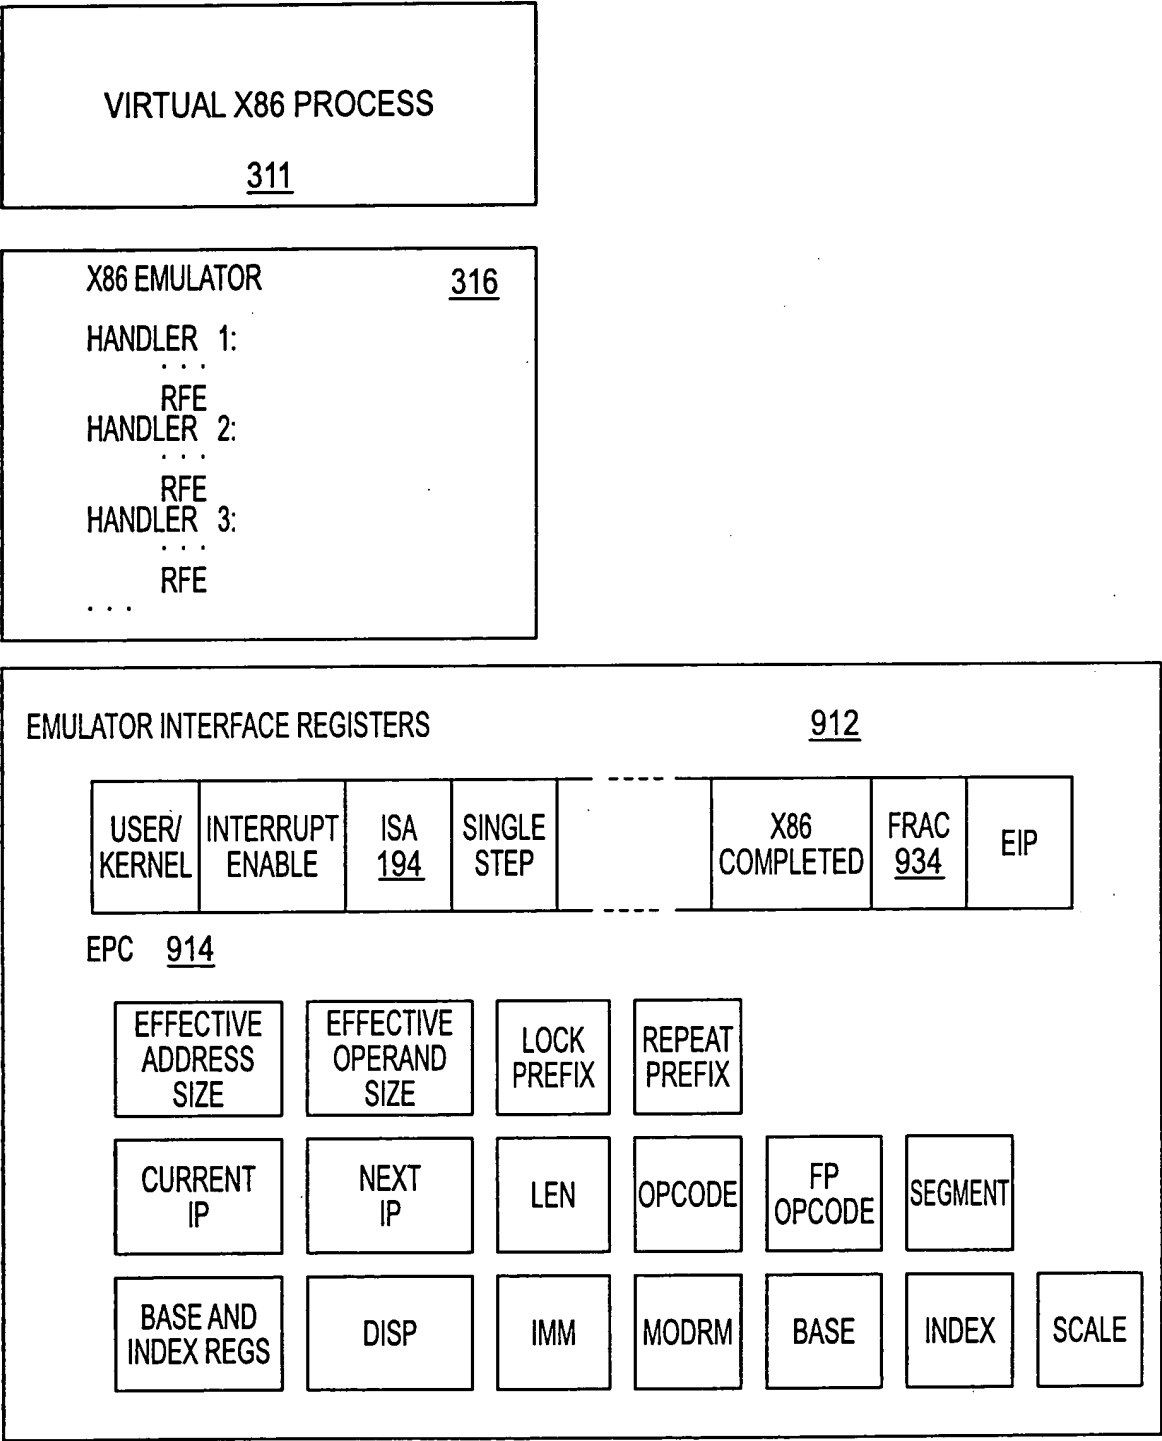 VIRTUAL X86 PROCESS
311
X86 EMULATOR 316
HANDLER 1:
. . .
RFE
HANDLER 2:
. . .
RFE
HANDLER 3:
. . .
RFE
. . .
EMULATOR INTERFACE REGISTERS 912
USER/
KERNEL
INTERRUPT
ENABLE
ISA
194
SINGLE
STEP
X86
COMPLETED
FRAC
934
EIP
EPC 914
EFFECTIVE
ADDRESS
SIZE
EFFECTIVE
OPERAND
SIZE
LOCK
PREFIX
REPEAT
PREFIX
CURRENT
IP
NEXT
IP
LEN
OPCODE
FP
OPCODE
SEGMENT
BASE AND
INDEX REGS
DISP
IMM
MODRM
BASE
INDEX
SCALE